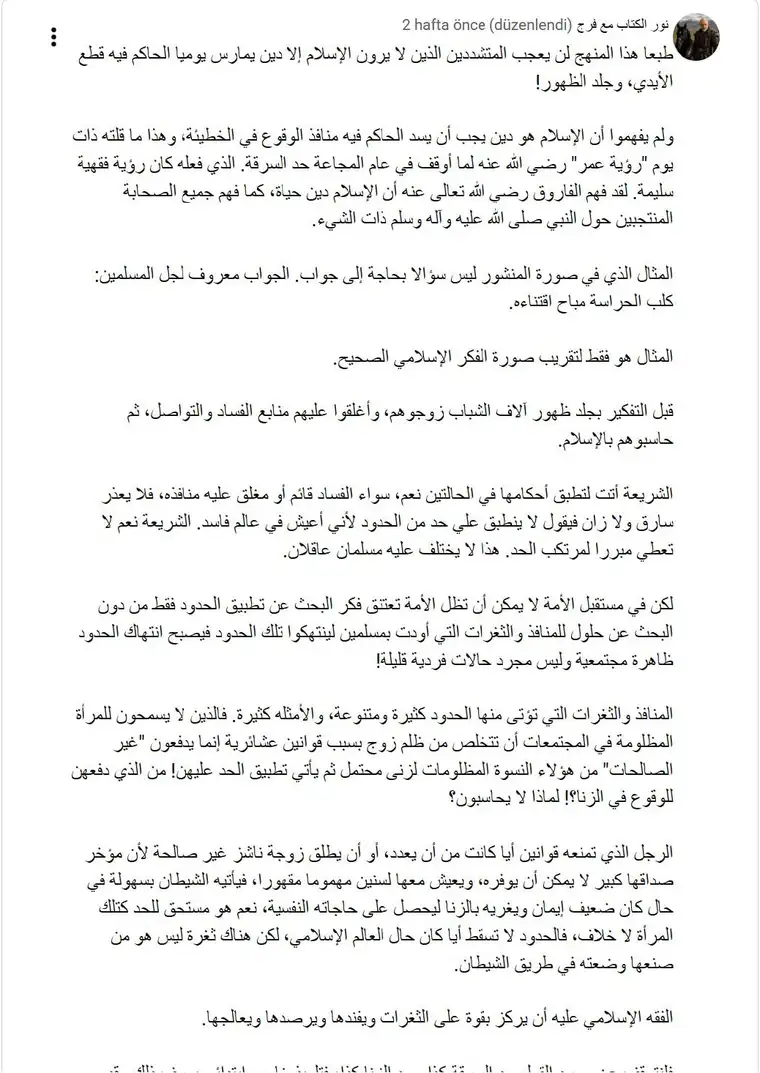 نور الكتاب مع فرج 2 hafta önce (düzenlendi)
طبعا هذا المنهج لن يعجب المتشددين الذين لا يرون الإسلام إلا دين يمارس يوميا الحاكم فيه قطع
الأيدي، وجلد الظهور!
ولم يفهموا أن الإسلام هو دين يجب أن يسد الحاكم فيه منافذ الوقوع في الخطيئة، وهذا ما قلته ذات
يوم "رؤية عمر" رضي الله عنه لما أوقف في عام المجاعة حد السرقة. الذي فعله كان رؤية فقهية
سليمة. لقد فهم الفاروق رضي الله تعالى عنه أن الإسلام دين حياة، كما فهم جميع الصحابة
المنتجبين حول النبي صلى الله عليه وآله وسلم ذات الشيء.
المثال الذي في صورة المنشور ليس سؤالا بحاجة إلى جواب. الجواب معروف لجل المسلمين:
كلب الحراسة مباح اقتناءه.
المثال هو فقط لتقريب صورة الفكر الإسلامي الصحيح.
قبل التفكير بجلد ظهور آلاف الشباب زوجوهم، وأغلقوا عليهم منابع الفساد والتواصل، ثم
حاسبوهم بالإسلام.
الشريعة أتت لتطبق أحكامها في الحالتين نعم، سواء الفساد قائم أو مغلق عليه منافذه، فلا يعذر
سارق ولا زان فيقول لا ينطبق علي حد من الحدود لأني أعيش في عالم فاسد. الشريعة نعم لا
تعطي مبررا لمرتكب الحد. هذا لا يختلف عليه مسلمان عاقلان.
لكن في مستقبل الأمة لا يمكن أن تظل الأمة تعتنق فكر البحث عن تطبيق الحدود فقط من دون
البحث عن حلول للمنافذ والثغرات التي أودت بمسلمين لينتهكوا تلك الحدود فيصبح انتهاك الحدود
ظاهرة مجتمعية وليس مجرد حالات فردية قليلة!
المنافذ والثغرات التي تؤتى منها الحدود كثيرة ومتنوعة، والأمثله كثيرة. فالذين لا يسمحون للمرأة
المظلومة في المجتمعات أن تتخلص من ظلم زوج بسبب قوانين عشائرية إنما يدفعون "غير
الصالحات" من هؤلاء النسوة المظلومات لزنى محتمل ثم يأتي تطبيق الحد عليهن! من الذي دفعهن
للوقوع في الزنا؟! لماذا لا يحاسبون؟
الرجل الذي تمنعه قوانين أيا كانت من أن يعدد، أو أن يطلق زوجة ناشز غير صالحة لأن مؤخر
صداقها كبير لا يمكن أن يوفره، ويعيش معها لسنين مهموما مقهورا، فيأتيه الشيطان بسهولة في
حال كان ضعيف إيمان ويغريه بالزنا ليحصل على حاجاته النفسية، نعم هو مستحق للحد كتلك
المرأة لا خلاف، فالحدود لا تسقط أيا كان حال العالم الإسلامي، لكن هناك ثغرة ليس هو من
صنعها وضعته في طريق الشيطان.
الفقه الإسلامي عليه أن يركز بقوة على الثغرات ويفندها ويرصدها ويعالجها.